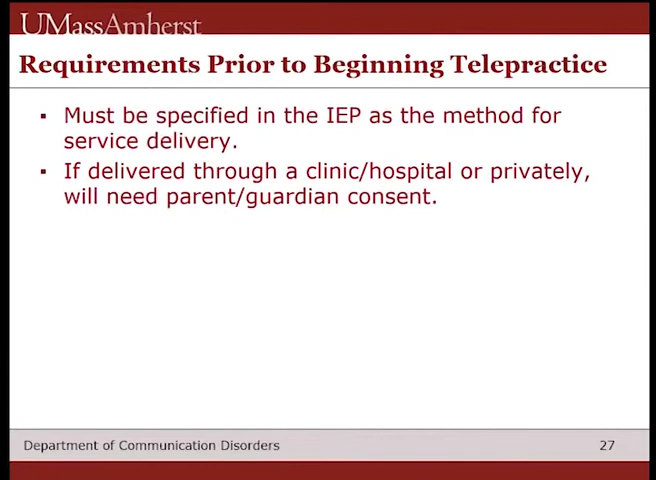 UMassAmherst
Requirements Prior to Beginning Telepractice
▪ Must be specified in the IEP as the method for
service delivery.
▪ If delivered through a clinic/hospital or privately,
will need parent/guardian consent.
Department of Communication Disorders
27